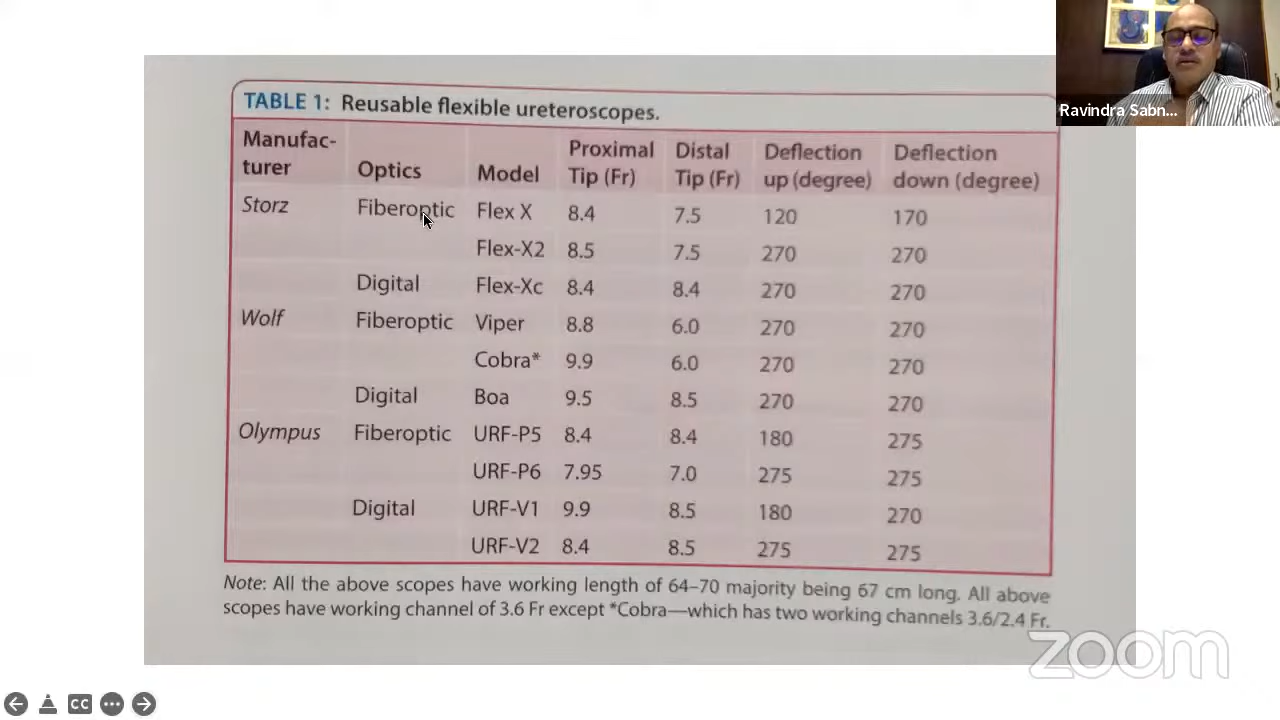 Ravindra Sabn...
TABLE 1: Reusable flexible ureteroscopes.
Manufac-
turer Optics Model Proximal Tip (Fr) Distal Tip (Fr) Deflection up (degree) Deflection down (degree)
Storz Fiberoptic Flex X 8.4 7.5 120 170
Flex-X2 8.5 7.5 270 270
Digital Flex-Xc 8.4 8.4 270 270
Wolf Fiberoptic Viper 8.8 6.0 270 270
Cobra* 9.9 6.0 270 270
Digital Boa 9.5 8.5 270 270
Olympus Fiberoptic URF-P5 8.4 8.4 180 275
URF-P6 7.95 7.0 275 275
Digital URF-V1 9.9 8.5 180 270
URF-V2 8.4 8.5 275 275
Note: All the above scopes have working length of 64–70 majority being 67 cm long. All above
scopes have working channel of 3.6 Fr except *Cobra—which has two working channels 3.6/2.4 Fr.
zoom
CC